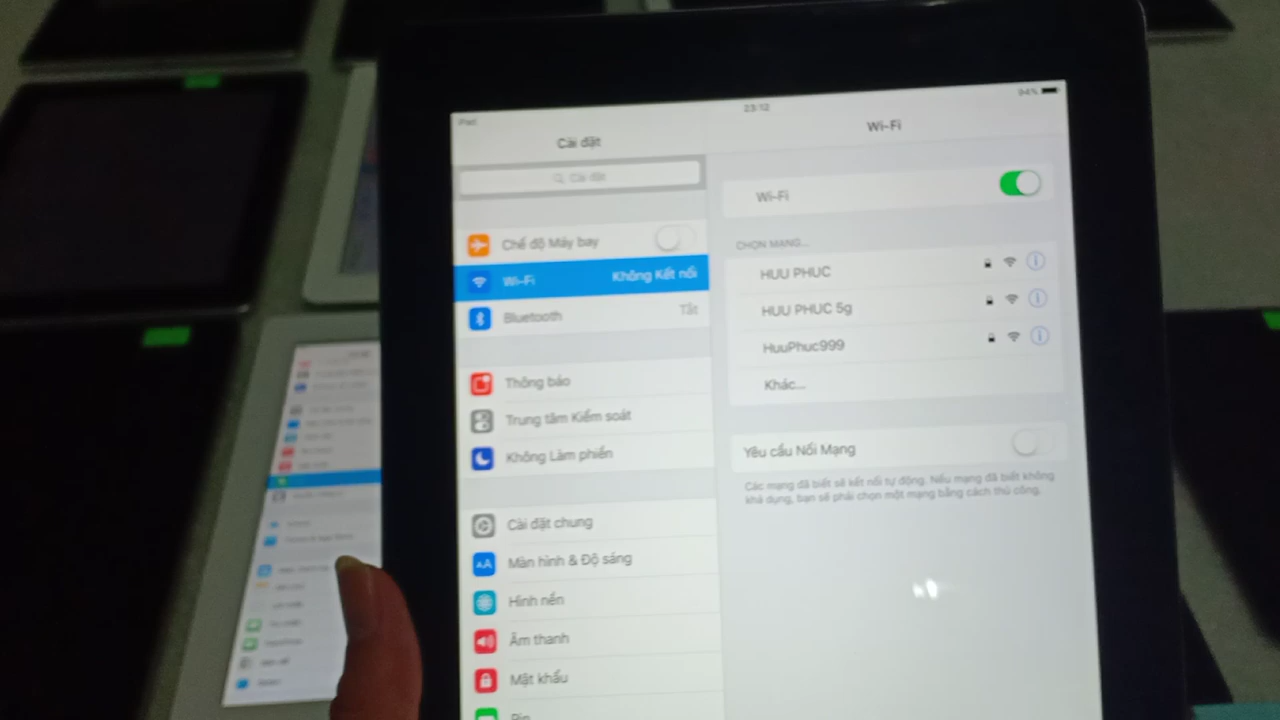 iPad
23:12
94%
Cài đặt
Wi-Fi
Cài đặt
Wi-Fi
Chế độ Máy bay
Wi-Fi Không Kết nối
Bluetooth Tắt
Thông báo
Trung tâm Kiểm soát
Không Làm phiền
Cài đặt chung
AA Màn hình & Độ sáng
Hình nền
Âm thanh
Mật khẩu
Pin
CHỌN MẠNG...
HUU PHUC
HUU PHUC 5g
HuuPhuc999
Khác...
Yêu cầu Nối Mạng
Các mạng đã biết sẽ kết nối tự động. Nếu mạng đã biết không
khả dụng, bạn sẽ phải chọn một mạng bằng cách thủ công.